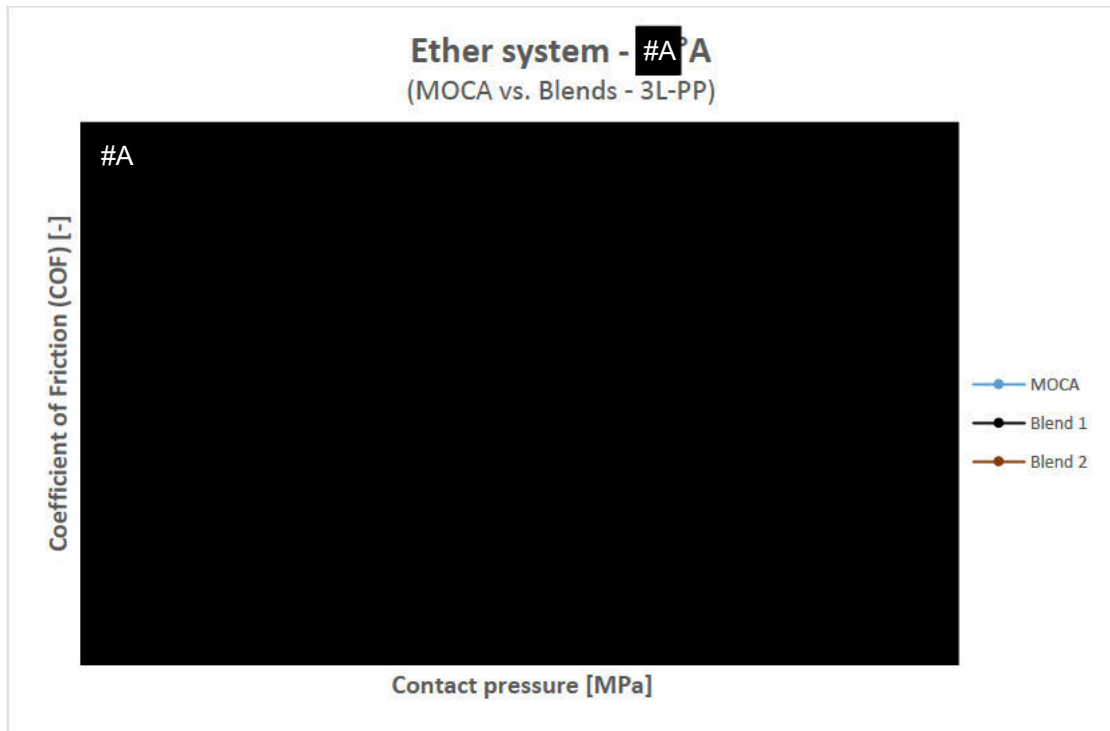 Ether system - #A°A
(MOCA vs. Blends - 3L-PP)
#A
Coefficient of Friction (COF) [-]
MOCA
Blend 1
Blend 2
Contact pressure [MPa]